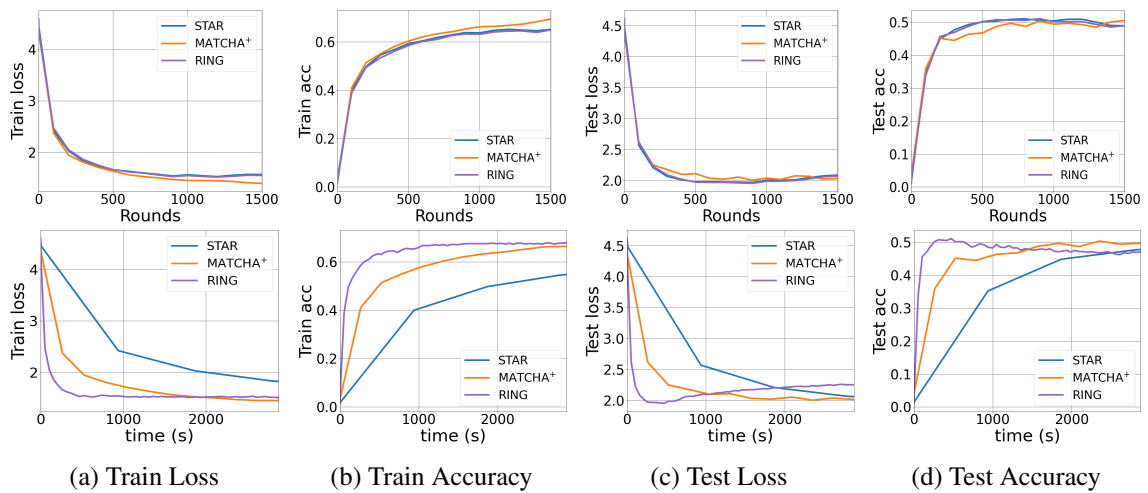 Train loss
4
3
2
0 500 1000 1500
Rounds
STAR
MATCHA+
RING
Train acc
0.6
0.4
0.2
0.0
0 500 1000 1500
Rounds
STAR
MATCHA+
RING
Test loss
4.5
4.0
3.5
3.0
2.5
2.0
0 500 1000 1500
Rounds
STAR
MATCHA+
RING
Test acc
0.5
0.4
0.3
0.2
0.1
0.0
0 500 1000 1500
Rounds
STAR
MATCHA+
RING
Train loss
4
3
2
0 1000 2000
time (s)
STAR
MATCHA+
RING
Train acc
0.6
0.4
0.2
0.0
0 1000 2000
time (s)
STAR
MATCHA+
RING
Test loss
4.5
4.0
3.5
3.0
2.5
2.0
0 1000 2000
time (s)
STAR
MATCHA+
RING
Test acc
0.5
0.4
0.3
0.2
0.1
0.0
0 1000 2000
time (s)
STAR
MATCHA+
RING
(a) Train Loss
(b) Train Accuracy
(c) Test Loss
(d) Test Accuracy